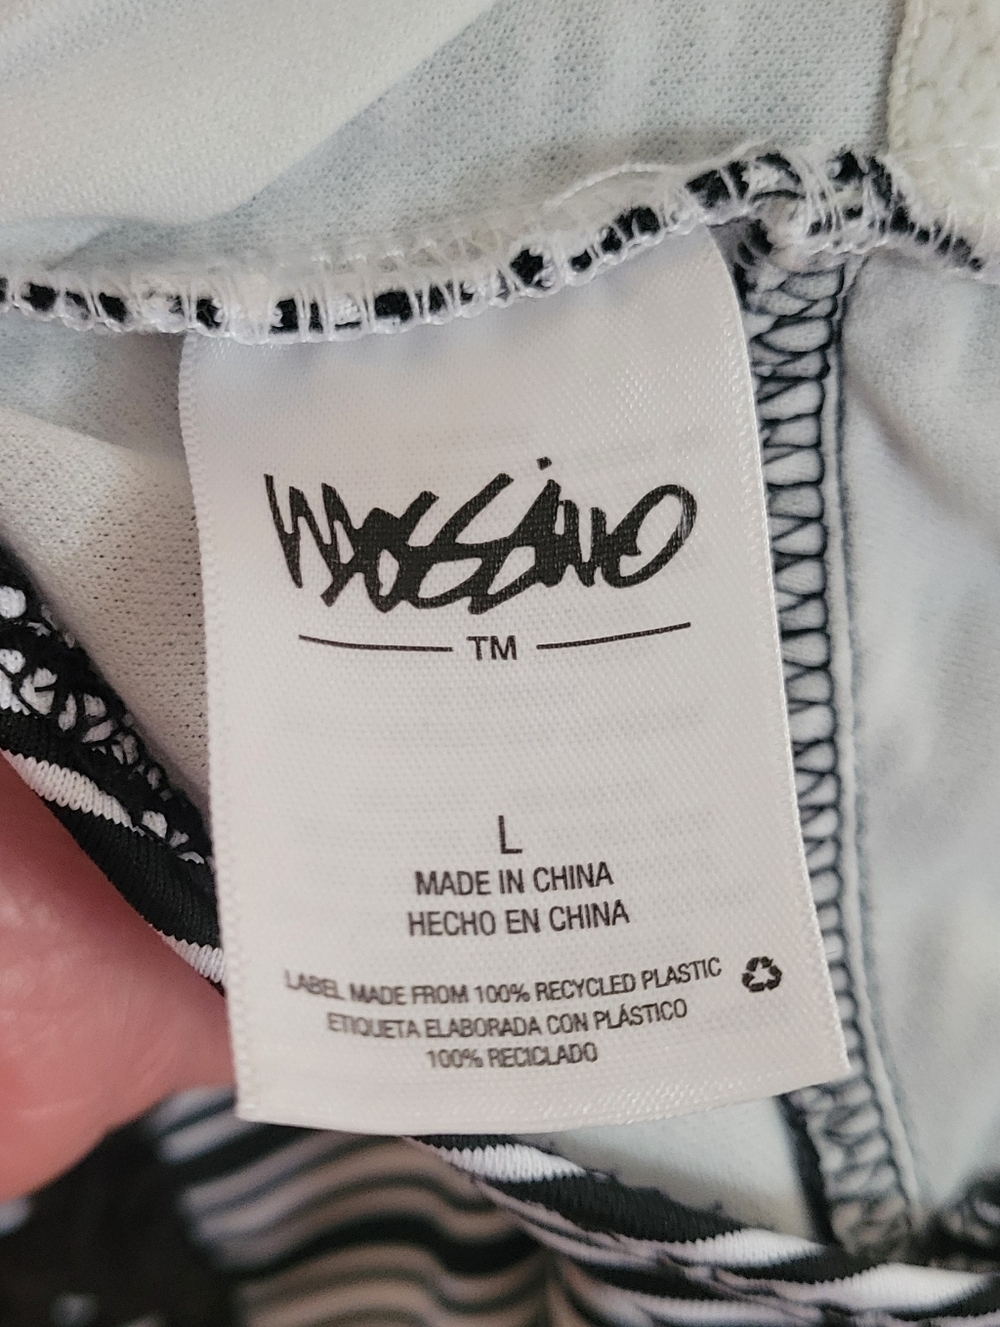 Mossimo
TM
L
MADE IN CHINA
HECHO EN CHINA
LABEL MADE FROM 100% RECYCLED PLASTIC
ETIQUETA ELABORADA CON PLÁSTICO
100% RECICLADO